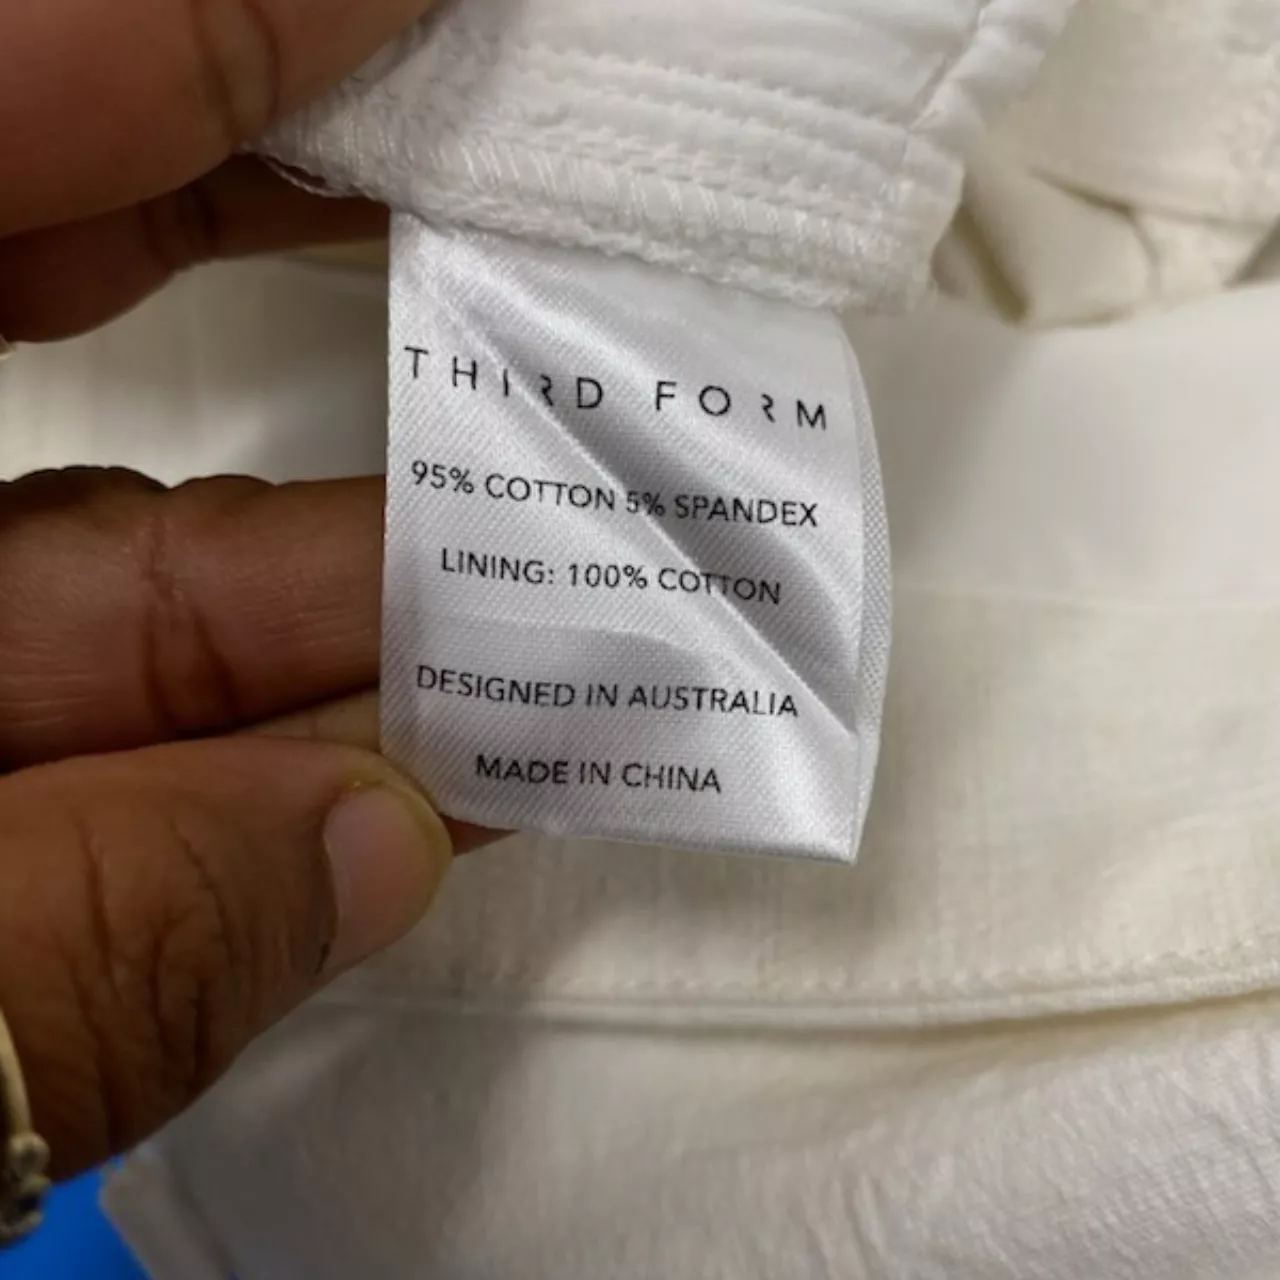 THIRD FORM
95% COTTON 5% SPANDEX
LINING: 100% COTTON
DESIGNED IN AUSTRALIA
MADE IN CHINA